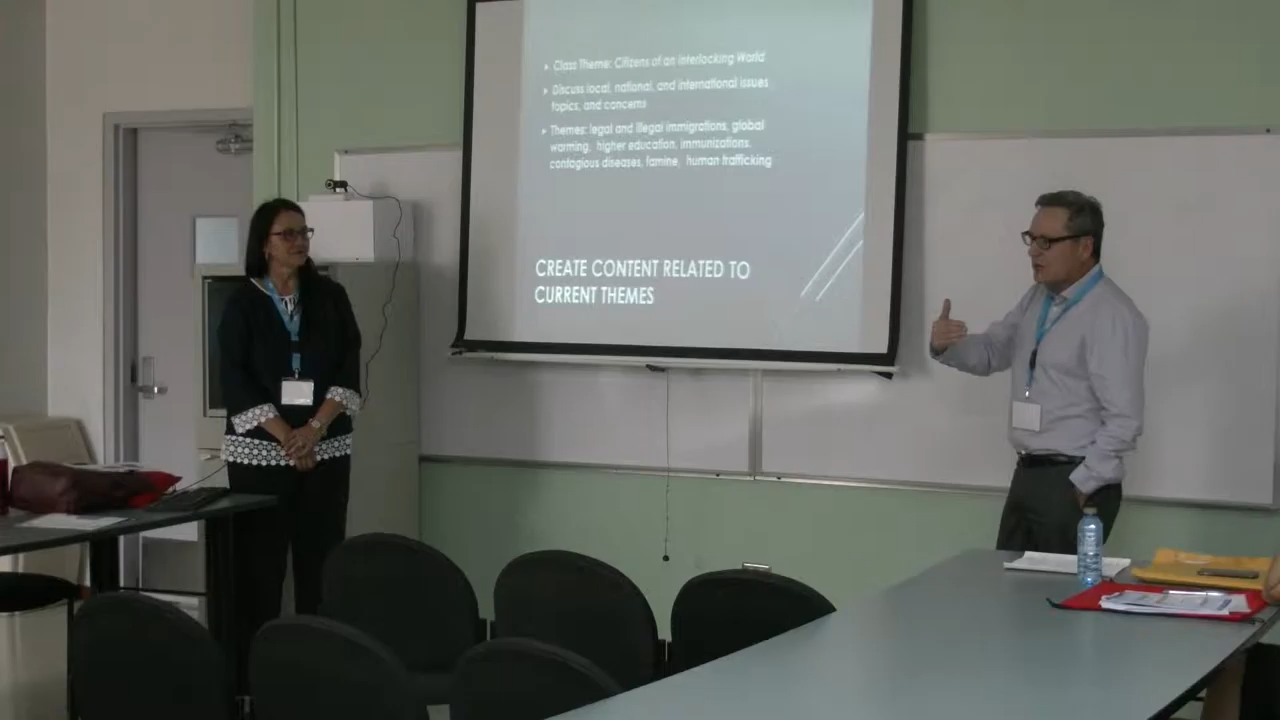 Class Theme: Citizens of an Interlocking World
Discuss local, national, and international issues
topics, and concerns
Themes: legal and illegal immigrations, global
warming, higher education, immunizations,
contagious diseases, famine, human trafficking
CREATE CONTENT RELATED TO
CURRENT THEMES